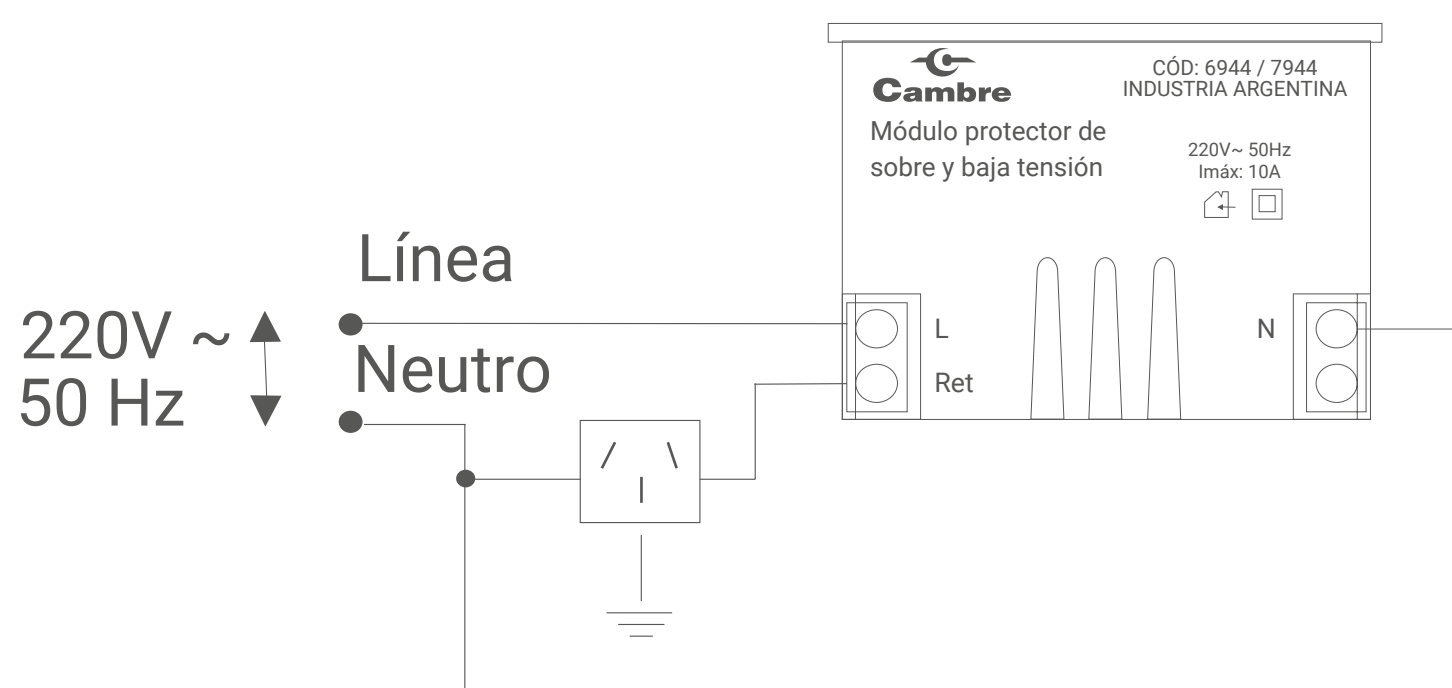 Cambre
CÓD: 6944 / 7944
INDUSTRIA ARGENTINA
Módulo protector de
sobre y baja tensión
220V~ 50Hz
Imáx: 10A
Línea
220V ~
50 Hz
Neutro
L
N
Ret